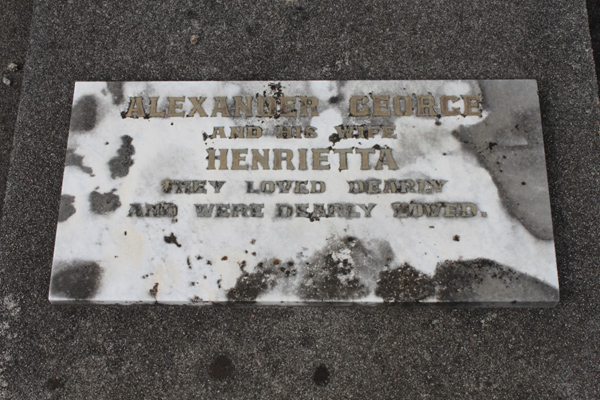 ALEXANDER GEORGE
AND HIS WIFE
HENRIETTA
THEY LOVED DEARLY
AND WERE DEARLY LOVED.